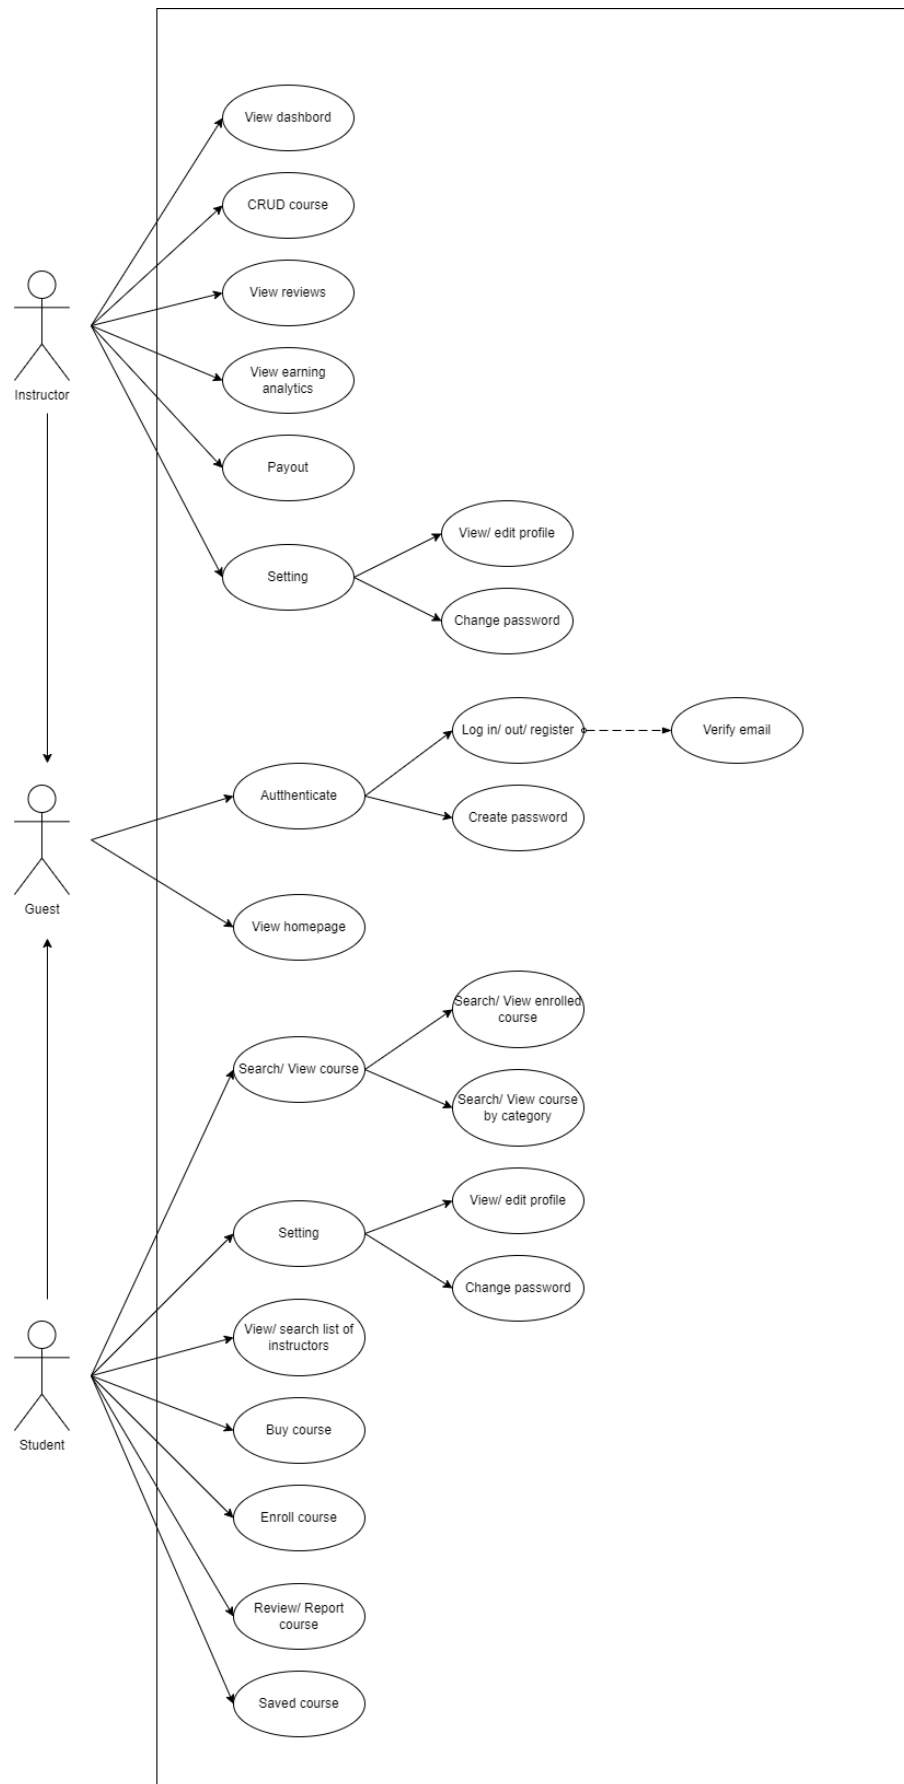 View dashbord
CRUD course
View reviews
Instructor
View earning
analytics
Payout
View/ edit profile
Setting
Change password
Log in/ out/ register
Verify email
Autthenticate
Create password
Guest
View homepage
Search/ View enrolled
course
Search/ View course
Search/ View course
by category
View/ edit profile
Setting
Change password
View/ search list of
instructors
Student
Buy course
Enroll course
Review/ Report
course
Saved course